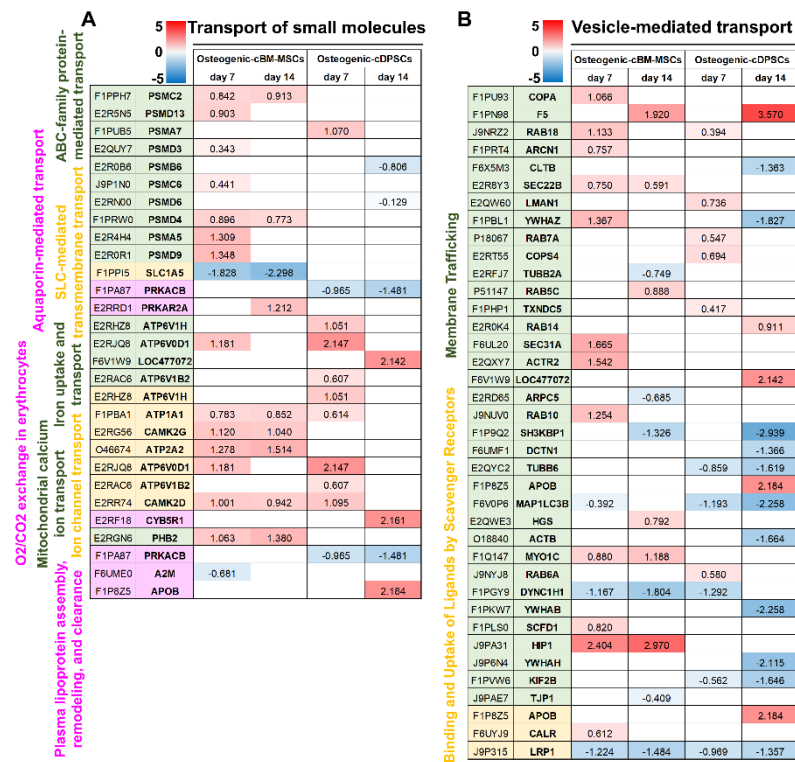 A
5
0
-5
Transport of small molecules
Osteogenic-cBM-MSCs Osteogenic-cDPSCs
day 7 day 14 day 7 day 14
F1PPH7 PSMC2 0.842 0.913
E2R5N5 PSMD13 0.903
F1PUB5 PSMA7 1.070
E2QUY7 PSMD3 0.343
E2R0B6 PSMB6 -0.806
J9P1N0 PSMC6 0.441
E2RN00 PSMD6 -0.129
F1PRW0 PSMD4 0.896 0.773
E2R4H4 PSMA5 1.309
E2R0R1 PSMD9 1.348
F1PPI5 SLC1A5 -1.828 -2.298
F1PA87 PRKACB -0.965 -1.481
E2RRD1 PRKAR2A 1.212
E2RHZ8 ATP6V1H 1.051
E2RJQ8 ATP6V0D1 1.181 2.147
F6V1W9 LOC477072 2.142
E2RAC6 ATP6V1B2 0.607
E2RHZ8 ATP6V1H 1.051
F1PBA1 ATP1A1 0.783 0.852 0.614
E2RG56 CAMK2G 1.120 1.040
O46674 ATP2A2 1.278 1.514
E2RJQ8 ATP6V0D1 1.181 2.147
E2RAC6 ATP6V1B2 0.607
E2RR74 CAMK2D 1.001 0.942 1.095
E2RF18 CYB5R1 2.161
E2RGN6 PHB2 1.063 1.380
F1PA87 PRKACB -0.965 -1.481
F6UME0 A2M -0.681
F1P8Z5 APOB 2.184
ABC-family protein-
mediated transport
Aquaporin-mediated transport
SLC-mediated
transmembrane transport
Iron uptake and
transport
O2/CO2 exchange in erythrocytes
Mitochondrial calcium
ion transport
Ion channel transport
Plasma lipoprotein assembly,
remodeling, and clearance
B
5
0
-5
Vesicle-mediated transport
Osteogenic-cBM-MSCs Osteogenic-cDPSCs
day 7 day 14 day 7 day 14
F1PU93 COPA 1.066
F1PN98 F5 1.920 3.570
J9NRZ2 RAB18 1.133 0.394
F1PRT4 ARCN1 0.757
F6X5M3 CLTB -1.363
E2R8Y3 SEC22B 0.750 0.591
E2QW60 LMAN1 0.736
F1PBL1 YWHAZ 1.367 -1.827
P18067 RAB7A 0.547
E2RT55 COPS4 0.694
E2RFJ7 TUBB2A -0.749
P51147 RAB5C 0.888
F1PHP1 TXNDC5 0.417
E2R0K4 RAB14 0.911
F6UL20 SEC31A 1.665
E2QXY7 ACTR2 1.542
F6V1W9 LOC477072 2.142
E2RD65 ARPC5 -0.685
J9NUV0 RAB10 1.254
F1P9Q2 SH3KBP1 -1.326 -2.939
F6UMF1 DCTN1 -1.366
E2QYC2 TUBB6 -0.859 -1.619
F1P8Z5 APOB 2.184
F6V0P6 MAP1LC3B -0.392 -1.193 -2.258
E2QWE3 HGS 0.792
O18840 ACTB -1.664
F1Q147 MYO1C 0.880 1.188
J9NYJ8 RAB6A 0.580
F1PGY9 DYNC1H1 -1.167 -1.804 -1.292
F1PKW7 YWHAB -2.258
F1PLS0 SCFD1 0.820
J9PA31 HIP1 2.404 2.970
J9P6N4 YWHAH -2.115
F1PVW6 KIF2B -0.562 -1.646
J9PAE7 TJP1 -0.409
F1P8Z5 APOB 2.184
F6UYJ9 CALR 0.612
J9P315 LRP1 -1.224 -1.484 -0.969 -1.357
Membrane Trafficking
Binding and Uptake of Ligands by Scavenger Receptors